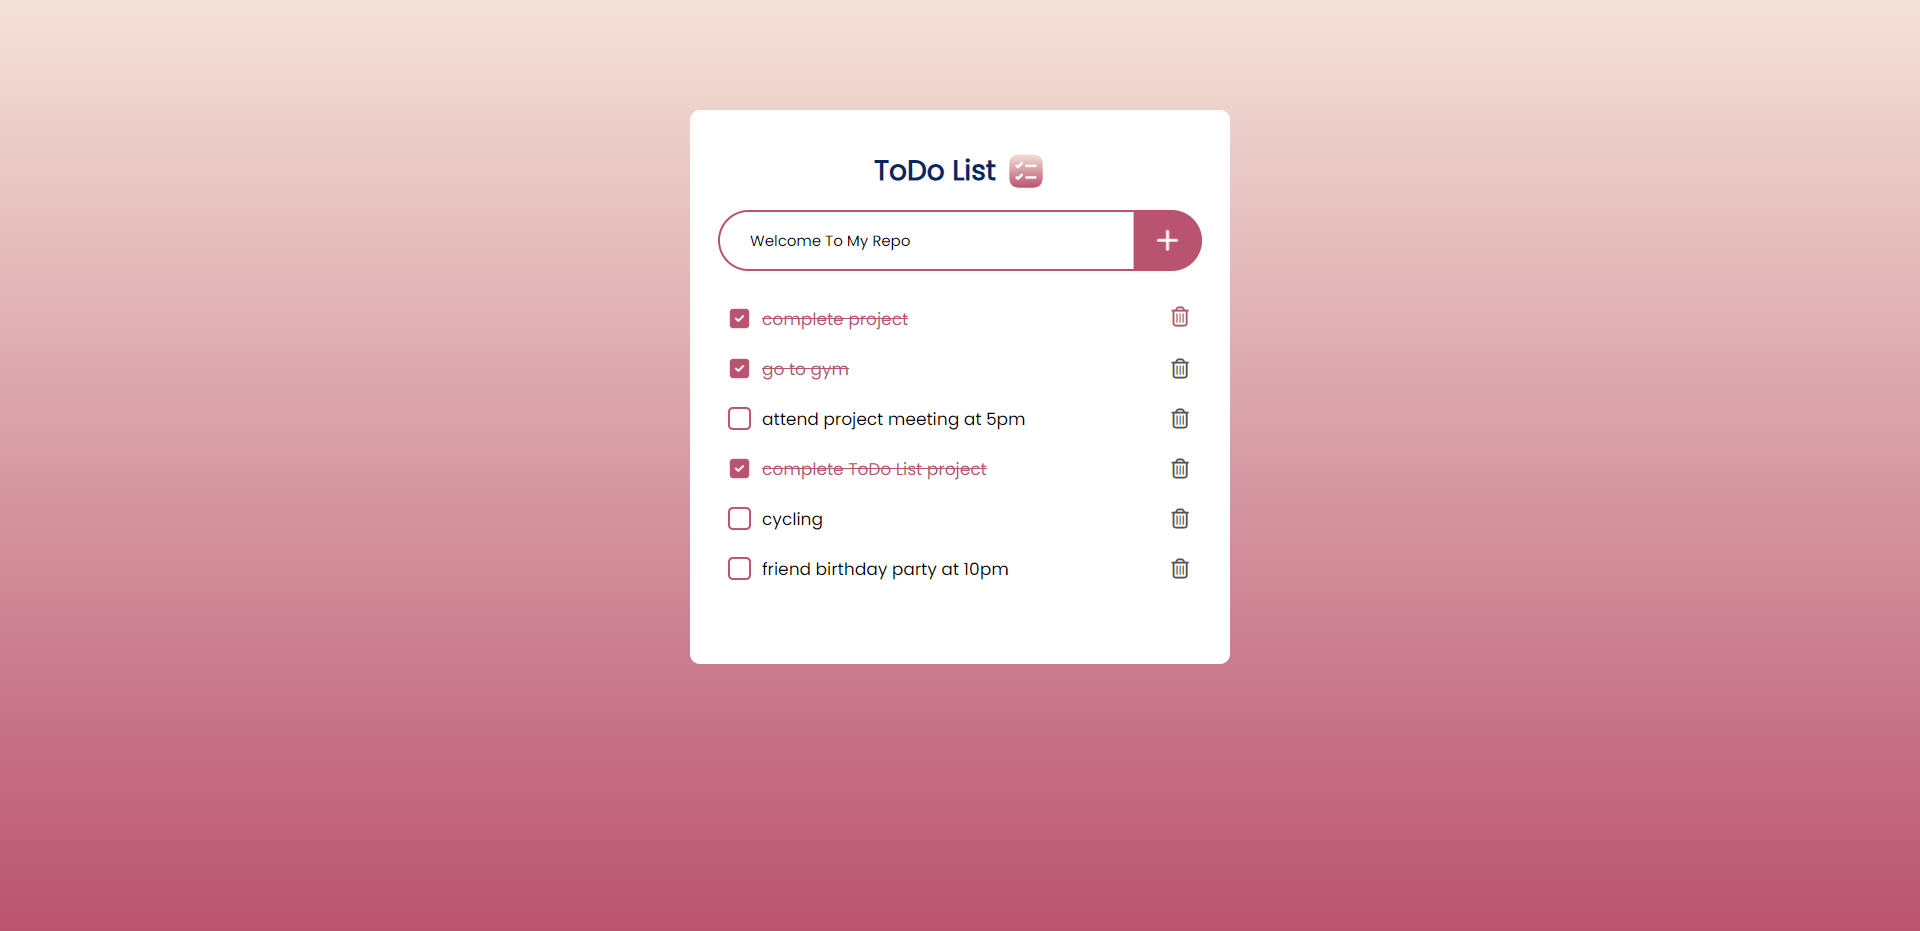 ToDo List
Welcome To My Repo
complete project
go to gym
attend project meeting at 5pm
complete ToDo List project
cycling
friend birthday party at 10pm